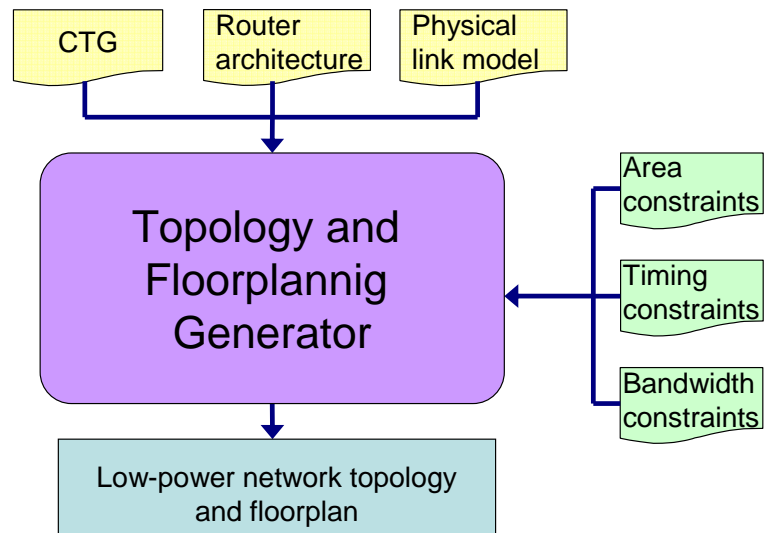 CTG
Router
architecture
Physical
link model
Area
constraints
Topology and
Floorplannig
Generator
Timing
constraints
Bandwidth
constraints
Low-power network topology
and floorplan